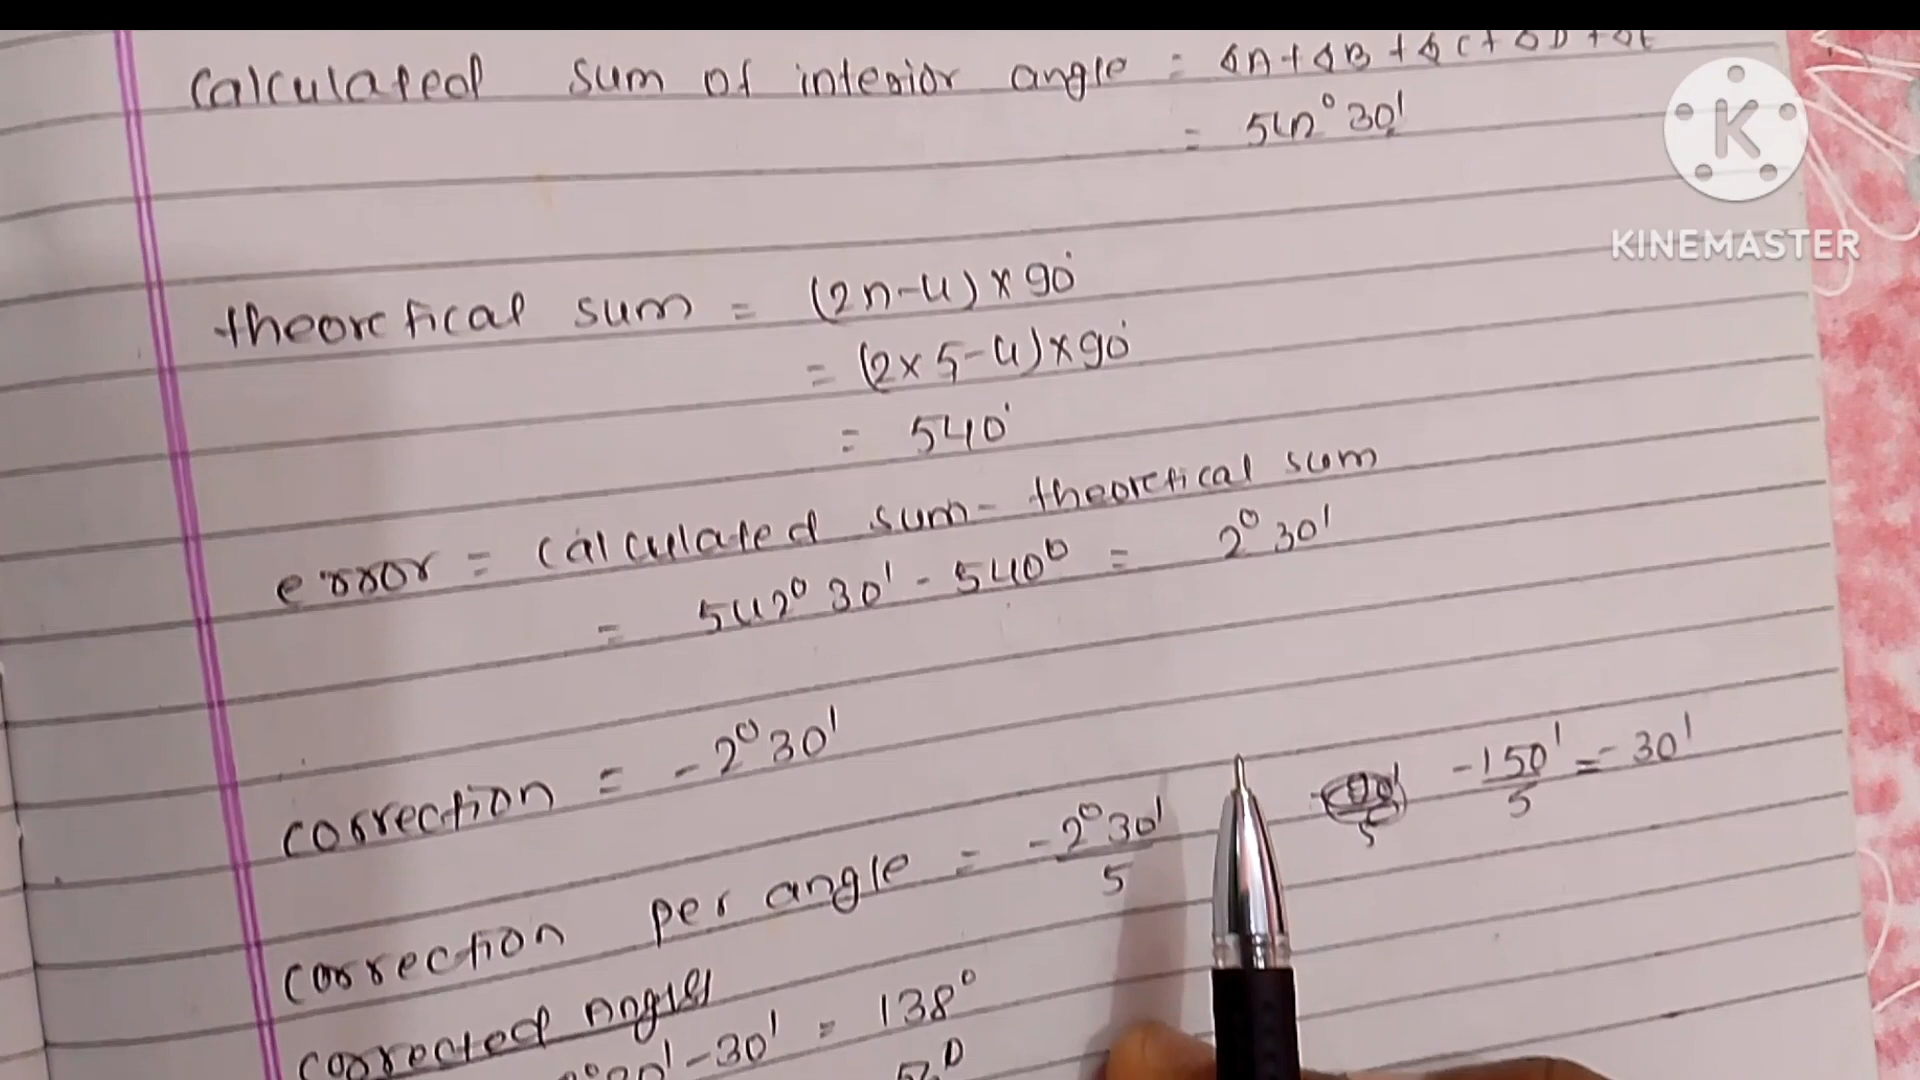 calculated sum of interior angle = ∠A+∠B+∠C+∠D+∠E
= 542°30'
K
KINEMASTER
theoretical sum = (2n-4)×90°
= (2×5-4)×90°
= 540°
error = calculated sum - theoretical sum
= 542°30' - 540° = 2°30'
correction = -2°30'
correction per angle = -2°30'/5 -150'/5 = -30'
corrected Angles
-30' = 138°